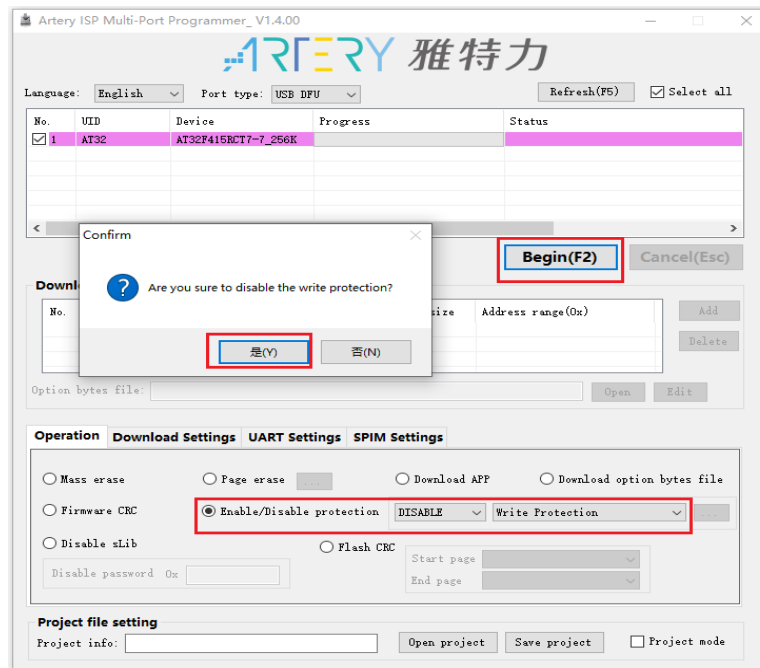 Artery ISP Multi-Port Programmer_ V1.4.00
ARTERY 雅特力
Language: English Port type: USB DFU Refresh(F5) Select all
No. UID Device Progress Status
1 AT32 AT32F415RCT7-7_256K
Confirm
Begin(F2) Cancel(Esc)
Are you sure to disable the write protection?
Downl
No. size Address range(0x) Add
是(Y) 否(N) Delete
Option bytes file: Open Edit
Operation Download Settings UART Settings SPIM Settings
Mass erase Page erase ... Download APP Download option bytes file
Firmware CRC Enable/Disable protection DISABLE Write Protection ...
Disable sLib Flash CRC
Start page
Disable password 0x
End page
Project file setting
Project info: Open project Save project Project mode